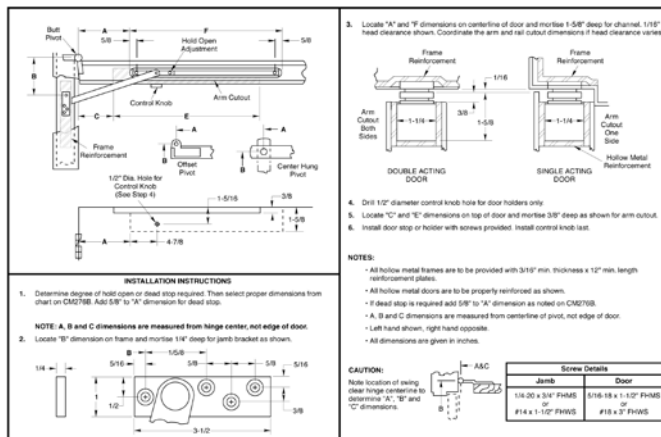 Butt
Pivot
A
F
5/8
Hold Open
Adjustment
5/8
B
Control Knob
Arm Cutout
C
E
Frame
Reinforcement
A
B
Offset
Pivot
A
B
Center Hung
Pivot
1/2" Dia. Hole for
Control Knob
(See Step 4)
1-5/16
3/8
1-5/8
A
4-7/8
INSTALLATION INSTRUCTIONS
1. Determine degree of hold open or dead stop required. Then select proper dimensions from
chart on CM276B. Add 5/8" to "A" dimension for dead stop.
NOTE: A, B and C dimensions are measured from hinge center, not edge of door.
2. Locate "B" dimension on frame and mortise 1/4" deep for jamb bracket as shown.
B
1-5/8
5/16
5/8
5/8
5/16
1/4
1
1/2
3/8
3-1/2
3. Locate "A" and "F" dimensions on centerline of door and mortise 1-5/8" deep for channel. 1/16"
head clearance shown. Coordinate the arm and rail cutout dimensions if head clearance varies.
Frame
Reinforcement
Frame
Reinforcement
1/16
3/8
1-5/8
Arm
Cutout
Both
Sides
1-1/4
1-1/4
Arm
Cutout
One
Side
Hollow Metal
Reinforcement
DOUBLE ACTING
DOOR
SINGLE ACTING
DOOR
4. Drill 1/2" diameter control knob hole for door holders only.
5. Locate "C" and "E" dimensions on top of door and mortise 3/8" deep as shown for arm cutout.
6. Install door stop or holder with screws provided. Install control knob last.
NOTES:
· All hollow metal frames are to be provided with 3/16" min. thickness x 12" min. length
reinforcement plates.
· All hollow metal doors are to be properly reinforced as shown.
· If dead stop is required add 5/8" to "A" dimension as noted on CM276B.
· A, B and C dimensions are measured from centerline of pivot, not edge of door.
· Left hand shown, right hand opposite.
· All dimensions are given in inches.
CAUTION:
Note location of swing
clear hinge centerline to
determine "A", "B" and
"C" dimensions.
A&C
B
Screw Details
Jamb
Door
1/4-20 x 3/4" FHMS
or
#14 x 1-1/2" FHWS
5/16-18 x 1-1/2" FHMS
or
#18 x 3" FHWS